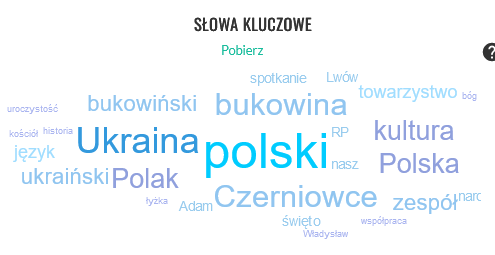 SŁOWA KLUCZOWE
Pobierz
?
spotkanie Lwów
towarzystwo bóg
bukowiński bukowina
uroczystość
kościół historia Ukraina polski RP kultura
język nasz Polska
ukraiński Polak
łyżka Adam Czerniowce zespół
święto współpraca
Władysław